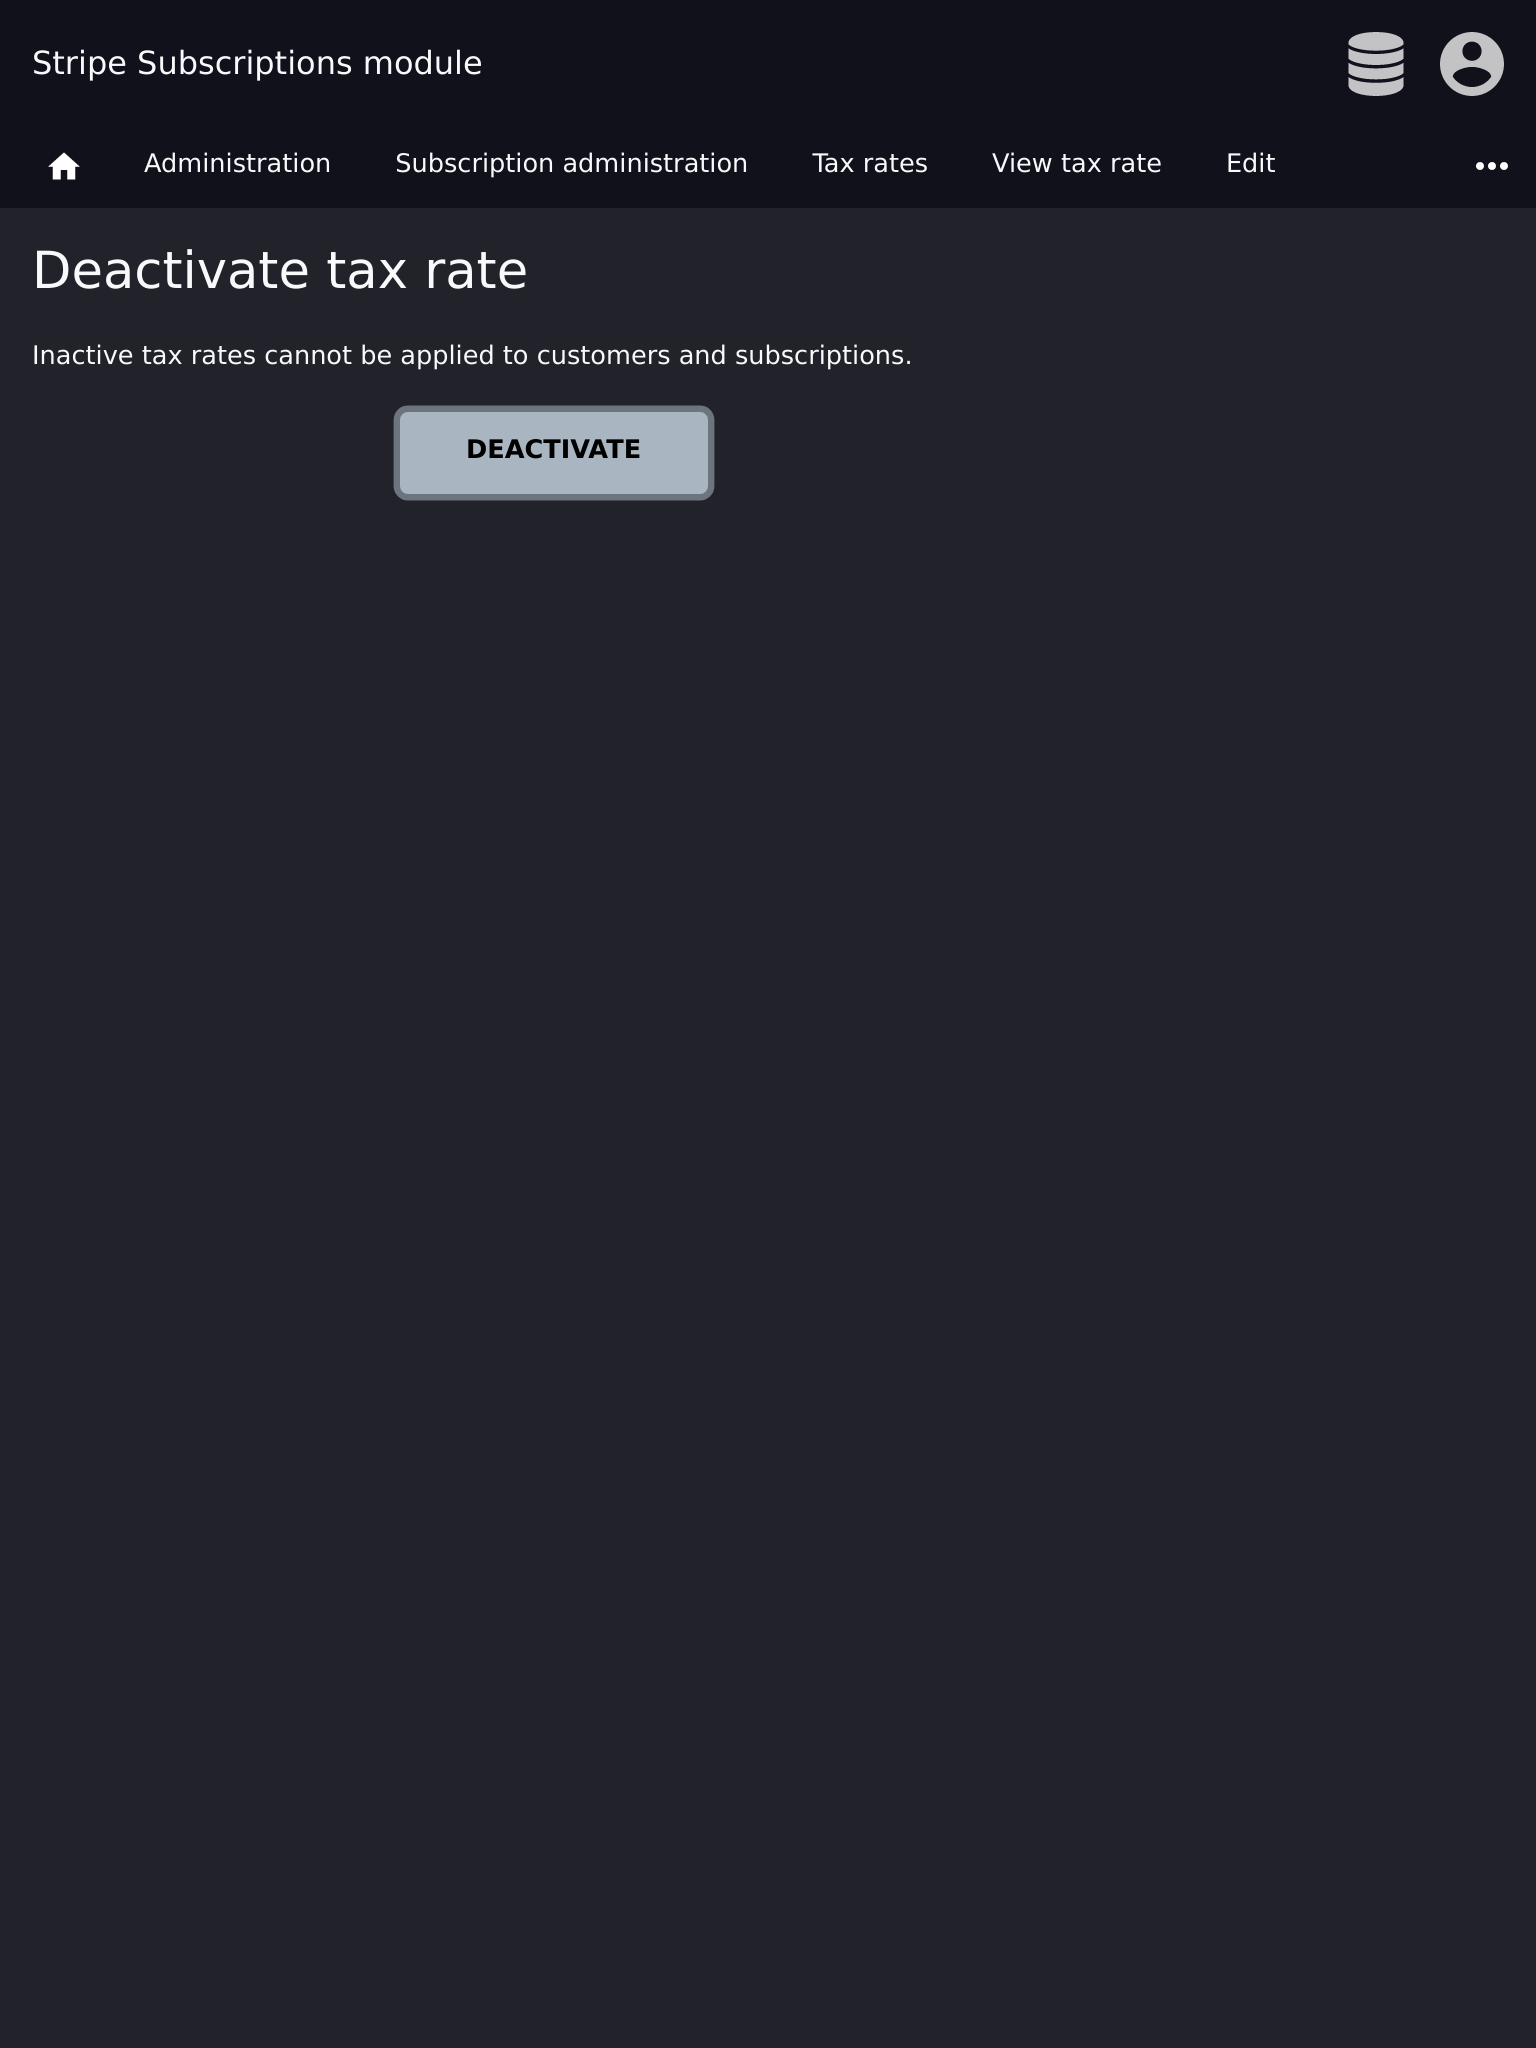 Stripe Subscriptions module
Administration Subscription administration Tax rates View tax rate Edit
Deactivate tax rate
Inactive tax rates cannot be applied to customers and subscriptions.
DEACTIVATE